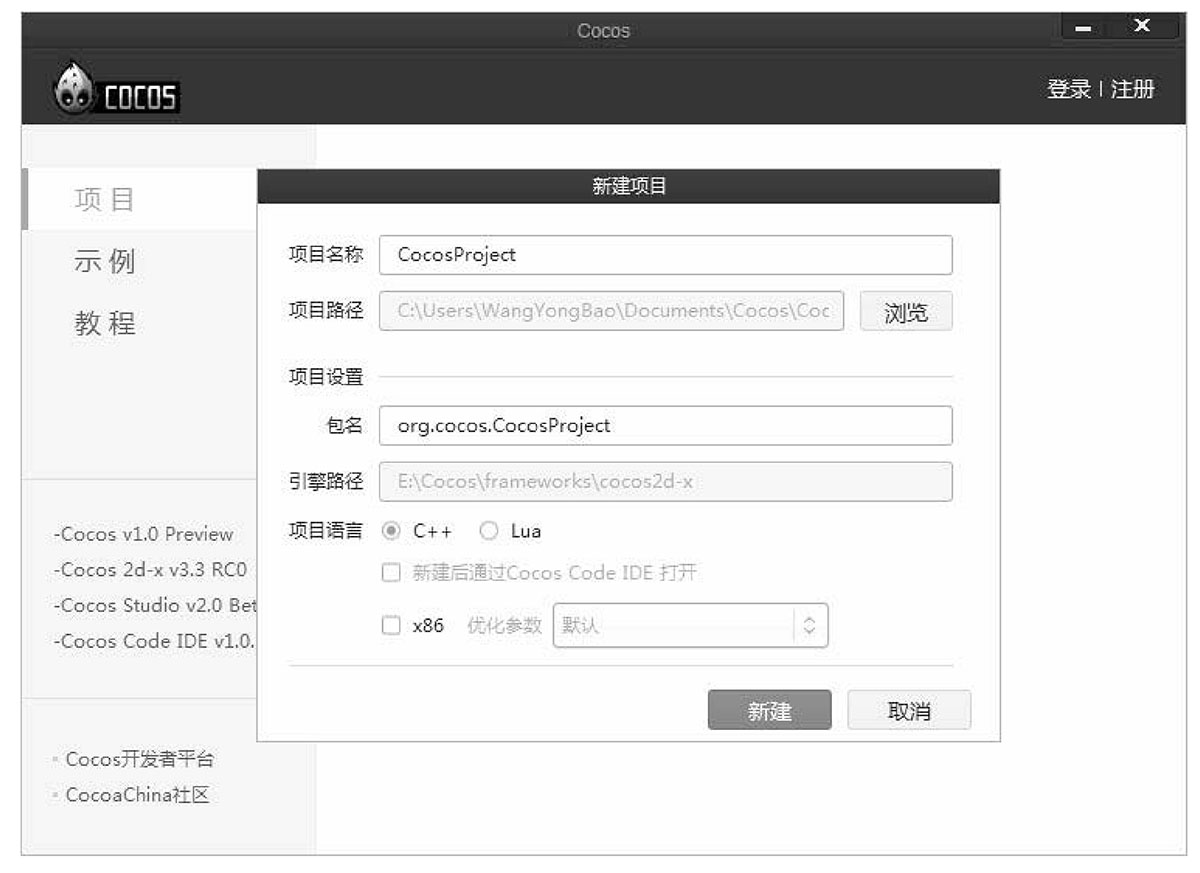 Cocos
COCOS
登录 | 注册
项目
示例
教程
-Cocos v1.0 Preview
-Cocos 2d-x v3.3 RC0
-Cocos Studio v2.0 Bet
-Cocos Code IDE v1.0.
Cocos开发者平台
CocoaChina社区
新建项目
项目名称 CocosProject
项目路径 C:\Users\WangYongBao\Documents\Cocos\Coc 浏览
项目设置
包名 org.cocos.CocosProject
引擎路径 E:\Cocos\frameworks\cocos2d-x
项目语言 C++ Lua
新建后通过Cocos Code IDE 打开
x86 优化参数 默认
新建 取消